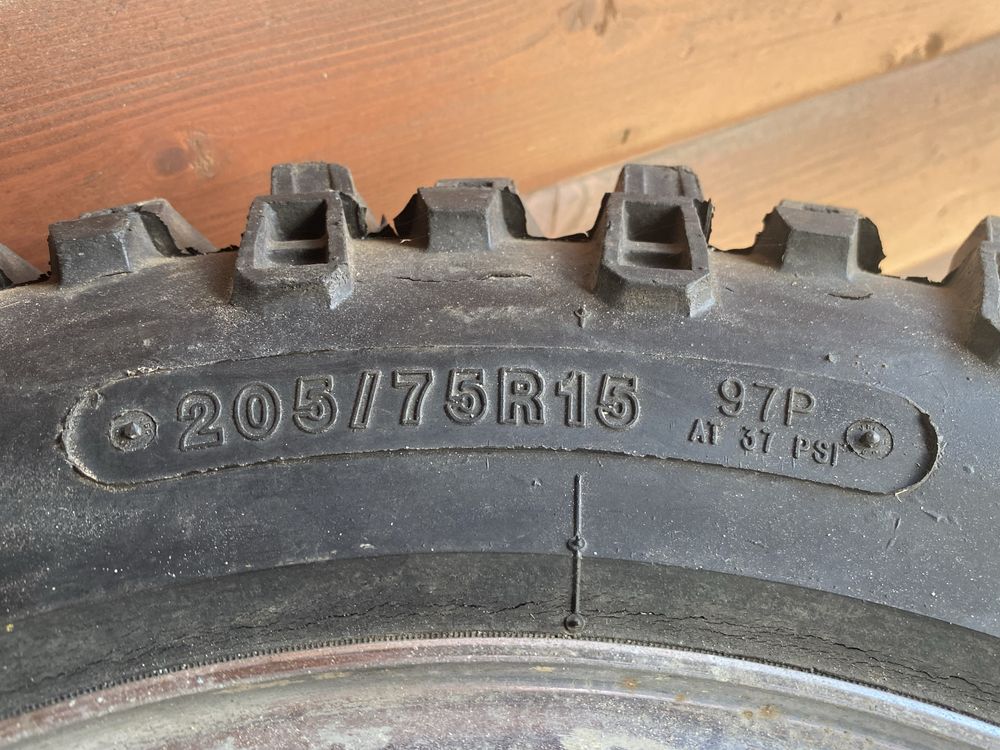 205/75R15
97P
AT 37 PSI